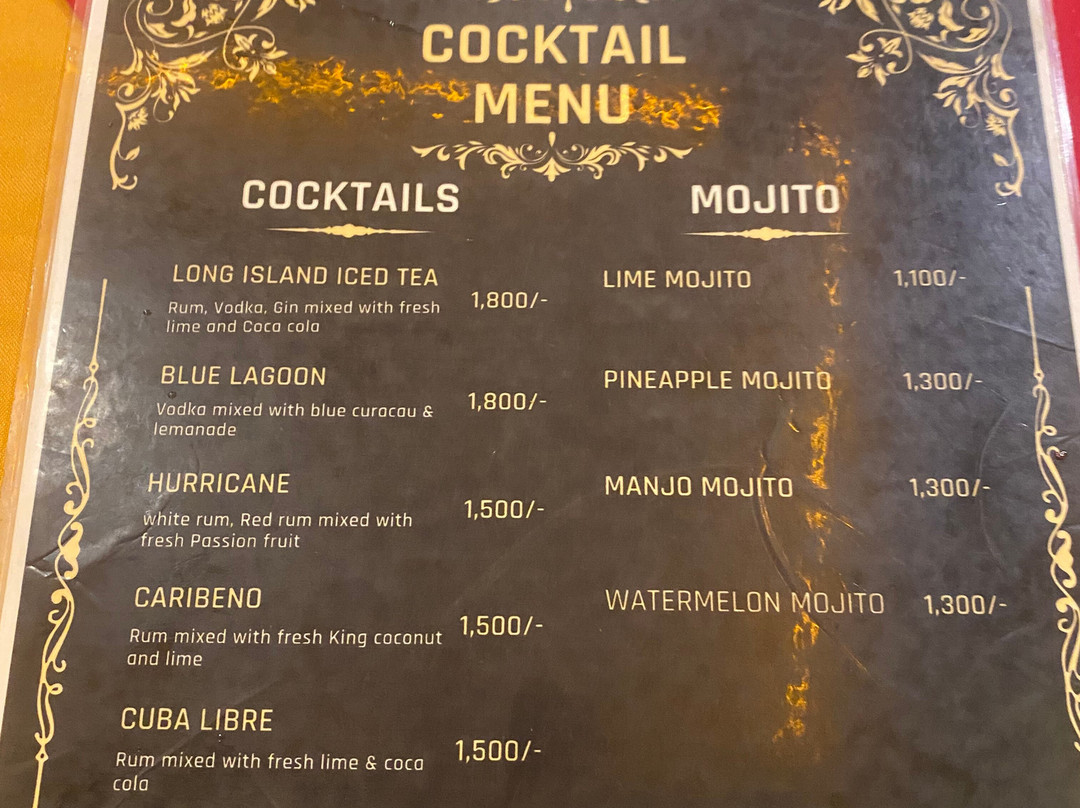 COCKTAIL
MENU
COCKTAILS
LONG ISLAND ICED TEA
Rum, Vodka, Gin mixed with fresh
lime and Coca cola
1,800/-
BLUE LAGOON
Vodka mixed with blue curacau &
lemanade
1,800/-
HURRICANE
white rum, Red rum mixed with
fresh Passion fruit
1,500/-
CARIBENO
Rum mixed with fresh King coconut
and lime
1,500/-
CUBA LIBRE
Rum mixed with fresh lime & coca
cola
1,500/-
MOJITO
LIME MOJITO 1,100/-
PINEAPPLE MOJITO 1,300/-
MANJO MOJITO 1,300/-
WATERMELON MOJITO 1,300/-